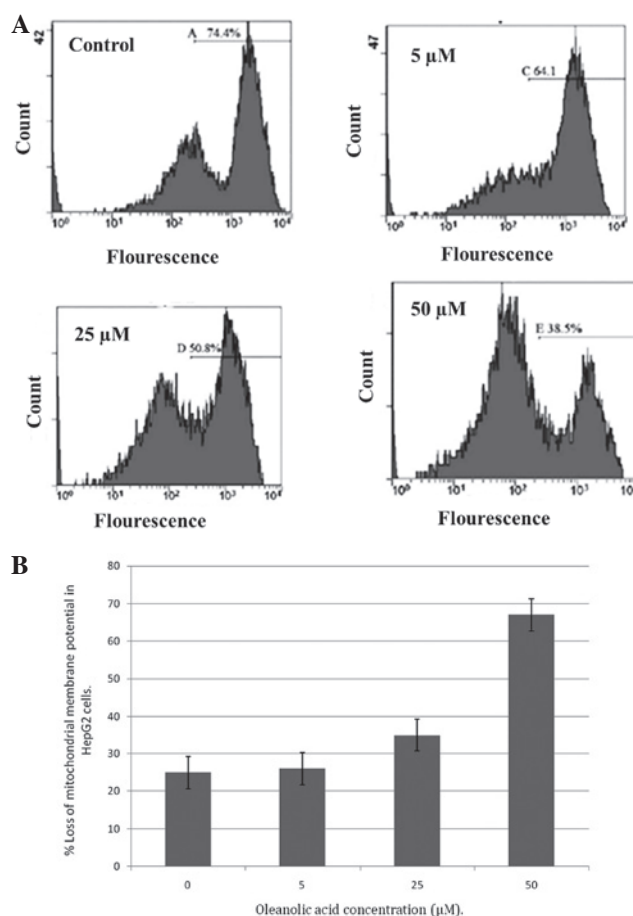 A
42
Control
A 74.4%
Count
10⁰ 10¹ 10² 10³ 10⁴
Flourescence
47
5 µM
C 64.1
Count
10⁰ 10¹ 10² 10³ 10⁴
Flourescence
25 µM
D 50.8%
Count
10⁰ 10¹ 10² 10³ 10⁴
Flourescence
50 µM
E 38.5%
Count
10⁰ 10¹ 10² 10³ 10⁴
Flourescence
B
% Loss of mitochondrial membrane potential in
HepG2 cells.
80
70
60
50
40
30
20
10
0
0 5 25 50
Oleanolic acid concentration (µM).